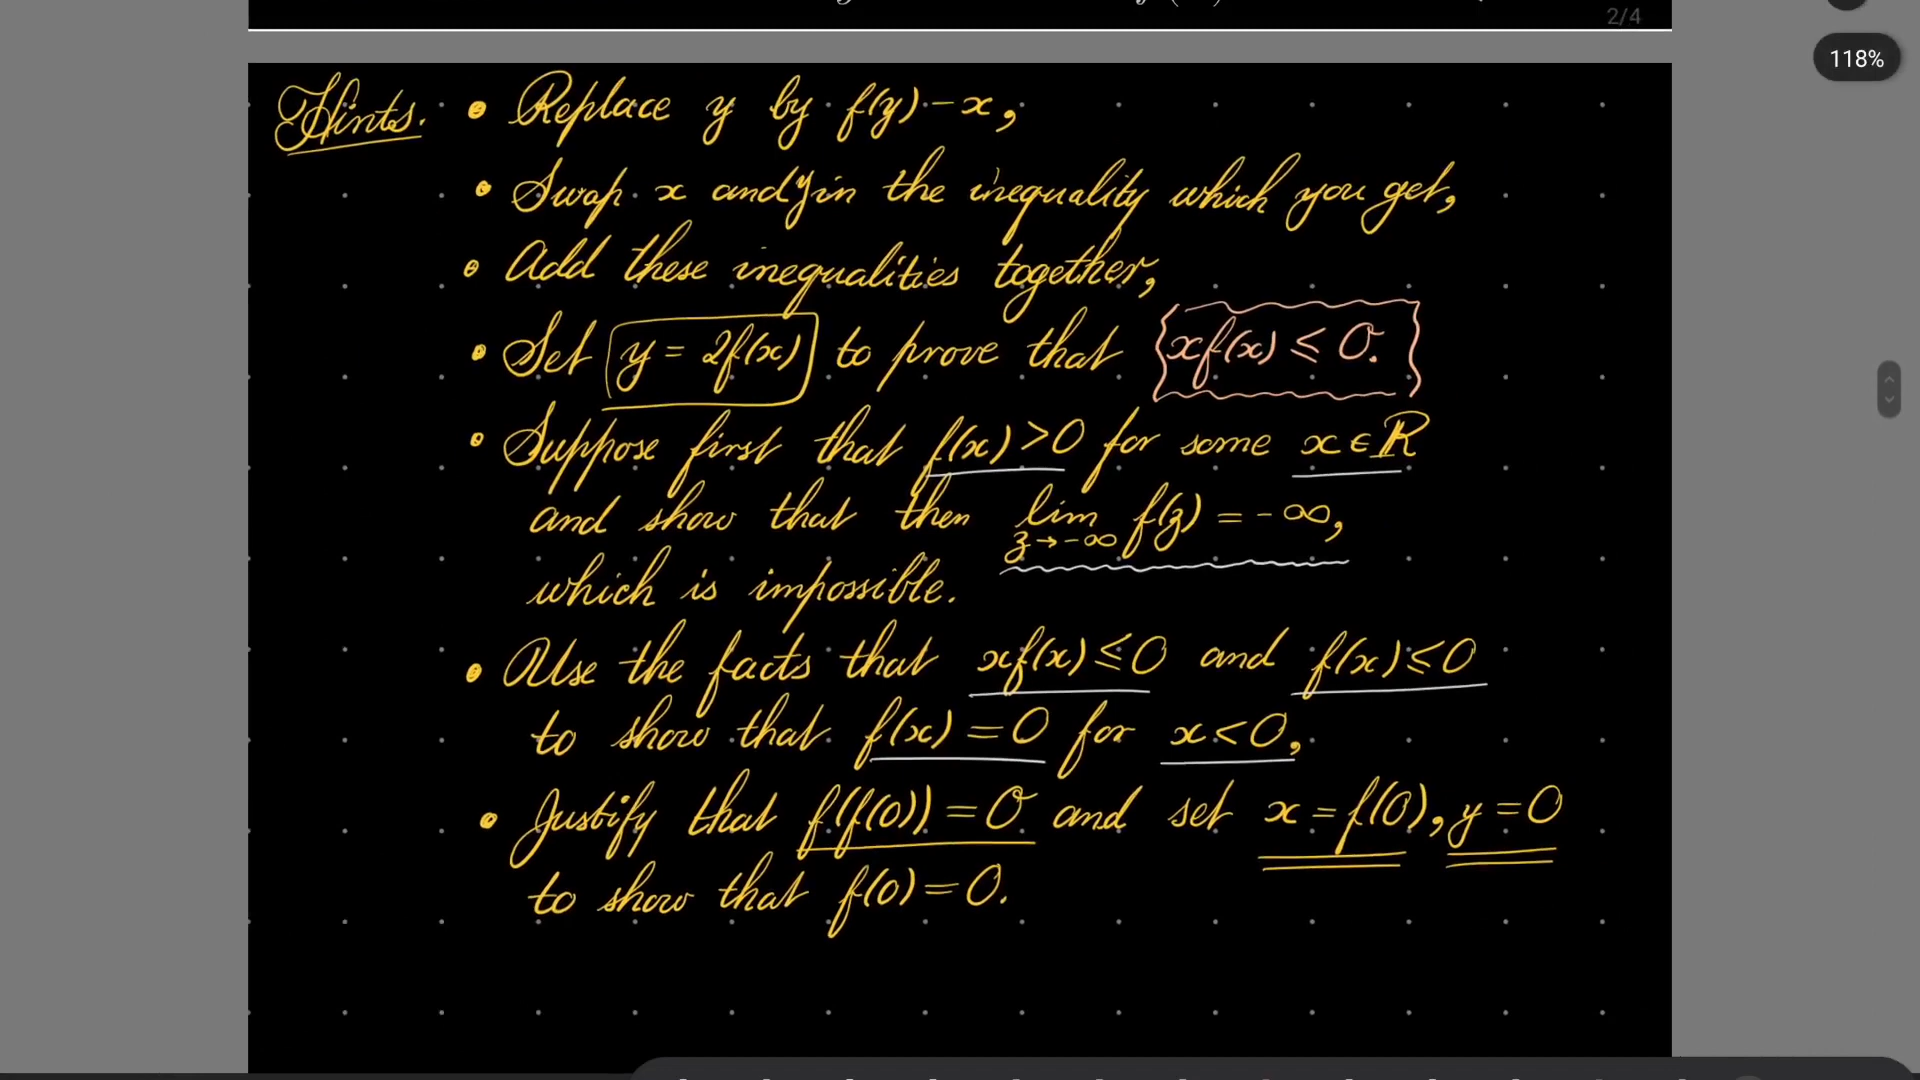 2/4
118%
Hints. • Replace y by f(y) - x,
• Swap x and y in the inequality which you get,
• Add these inequalities together,
• Set y = 2f(x) to prove that xf(x) ≤ 0.
• Suppose first that f(x) > 0 for some x ∈ R
and show that then lim f(z) = -∞,
z → -∞
which is impossible.
• Use the facts that xf(x) ≤ 0 and f(x) ≤ 0
to show that f(x) = 0 for x < 0,
• Justify that f(f(0)) = 0 and set x = f(0), y = 0
to show that f(0) = 0.